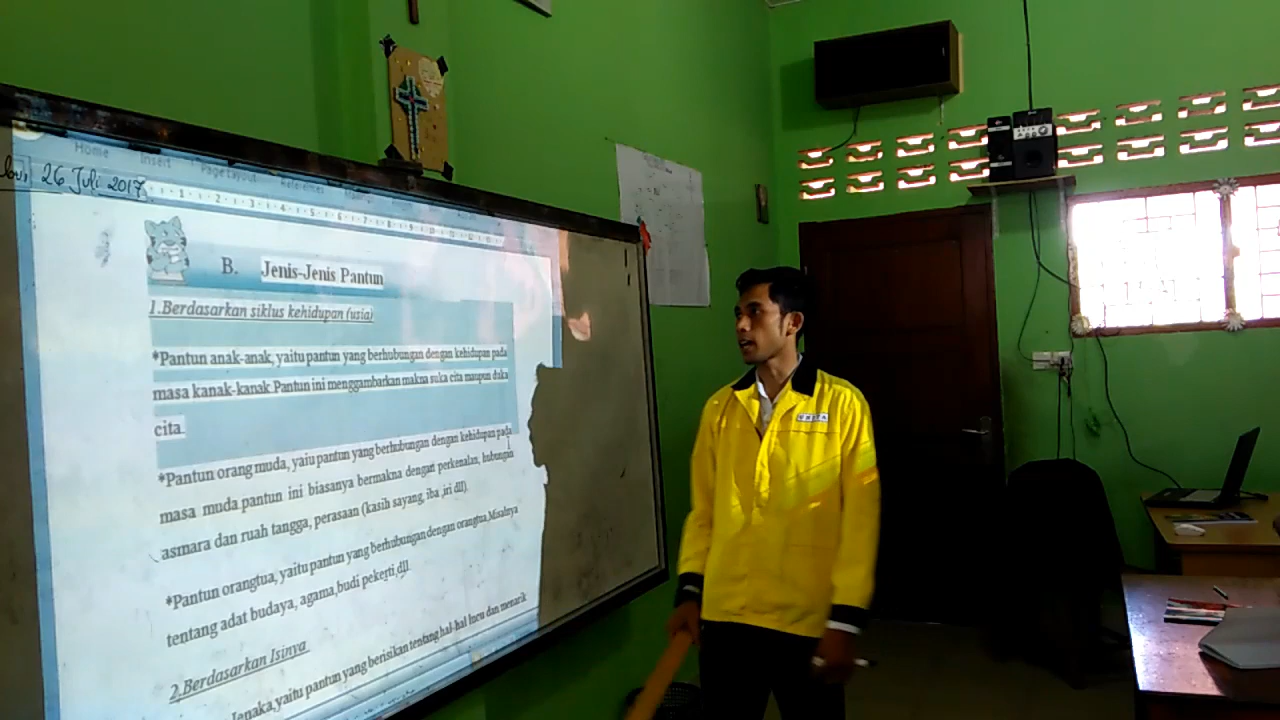 Home Insert Page Layout References
26 Juli 2017
B. Jenis-Jenis Pantun
1.Berdasarkan siklus kehidupan (usia)
*Pantun anak-anak, yaitu pantun yang berhubungan dengan kehidupan pada
masa kanak-kanak.Pantun ini menggambarkan makna suka cita maupun duka
cita.
*Pantun orang muda, yaiu pantun yang berhubungan dengan kehidupan pada
masa muda pantun ini biasanya bermakna dengan perkenalan, hubungan
asmara dan ruah tangga, perasaan (kasih sayang, iba ,iri dll).
*Pantun orangtua, yaitu pantun yang berhubungan dengan orangtua,Misalnya
tentang adat budaya, agama,budi pekerti,dll.
2.Berdasarkan Isinya
Jenaka,yaitu pantun yang berisikan tentang hal-hal lucu dan menarik
UNITA